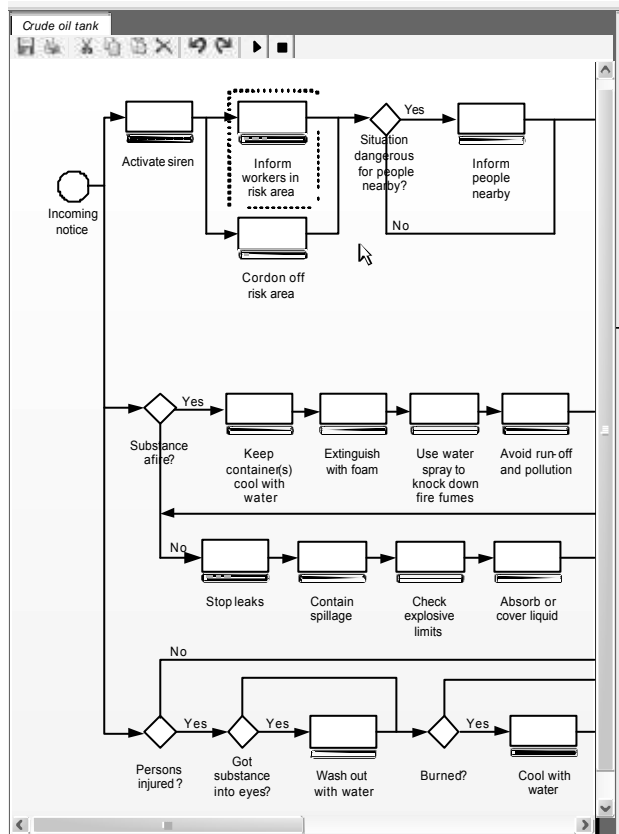 Crude oil tank
Yes
Activate siren
Inform
workers in
risk area
Situation
dangerous
for people
nearby?
Inform
people
nearby
Incoming
notice
No
Cordon off
risk area
Yes
Substance
afire?
Keep
container(s)
cool with
water
Extinguish
with foam
Use water
spray to
knock down
fire fumes
Avoid run-off
and pollution
No
Stop leaks
Contain
spillage
Check
explosive
limits
Absorb or
cover liquid
No
Yes
Yes
Yes
Persons
injured?
Got
substance
into eyes?
Wash out
with water
Burned?
Cool with
water